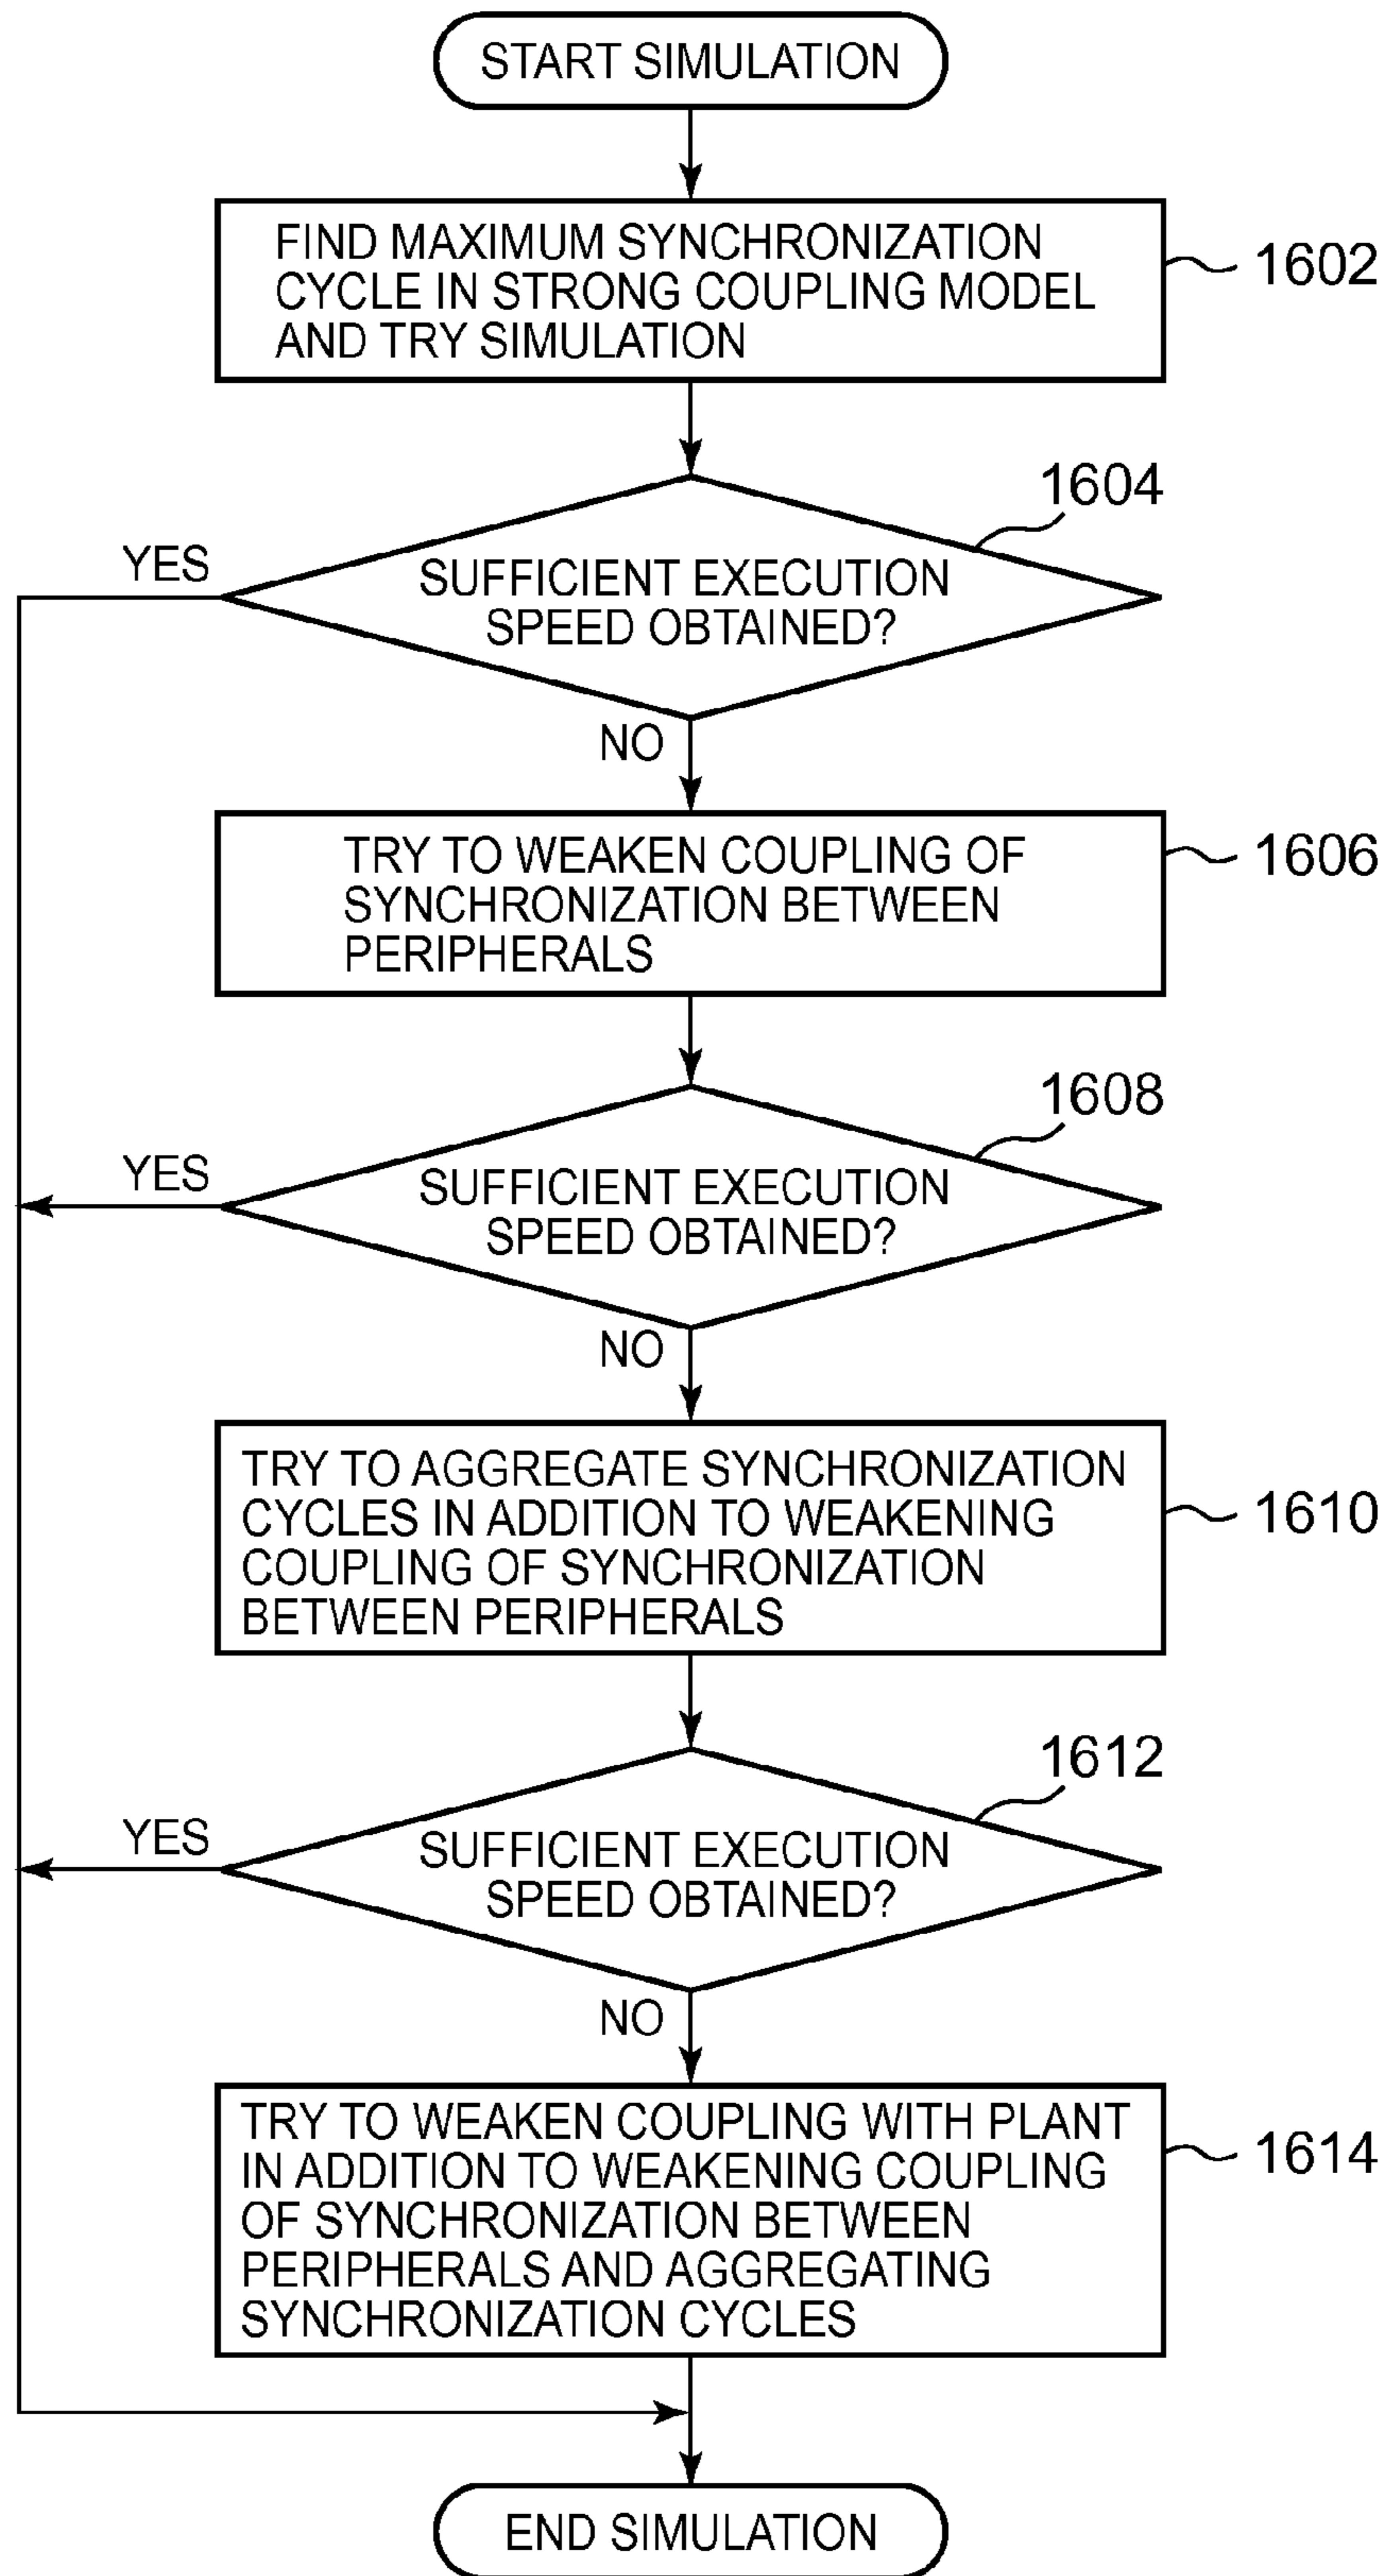 START SIMULATION
FIND MAXIMUM SYNCHRONIZATION
CYCLE IN STRONG COUPLING MODEL
AND TRY SIMULATION
1602
1604
YES
SUFFICIENT EXECUTION
SPEED OBTAINED?
NO
TRY TO WEAKEN COUPLING OF
SYNCHRONIZATION BETWEEN
PERIPHERALS
1606
1608
YES
SUFFICIENT EXECUTION
SPEED OBTAINED?
NO
TRY TO AGGREGATE SYNCHRONIZATION
CYCLES IN ADDITION TO WEAKENING
COUPLING OF SYNCHRONIZATION
BETWEEN PERIPHERALS
1610
1612
YES
SUFFICIENT EXECUTION
SPEED OBTAINED?
NO
TRY TO WEAKEN COUPLING WITH PLANT
IN ADDITION TO WEAKENING COUPLING
OF SYNCHRONIZATION BETWEEN
PERIPHERALS AND AGGREGATING
SYNCHRONIZATION CYCLES
1614
END SIMULATION